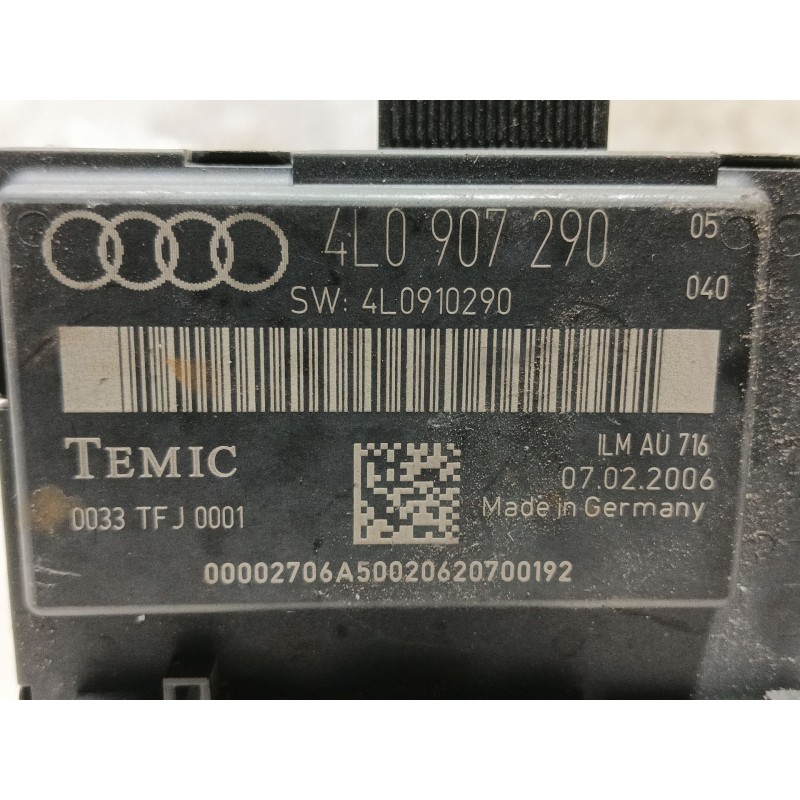 4L0 907 290 05
SW: 4L0910290 040
TEMIC ILM AU 716
07.02.2006
0033 TFJ 0001 Made in Germany
00002706A50020620700192